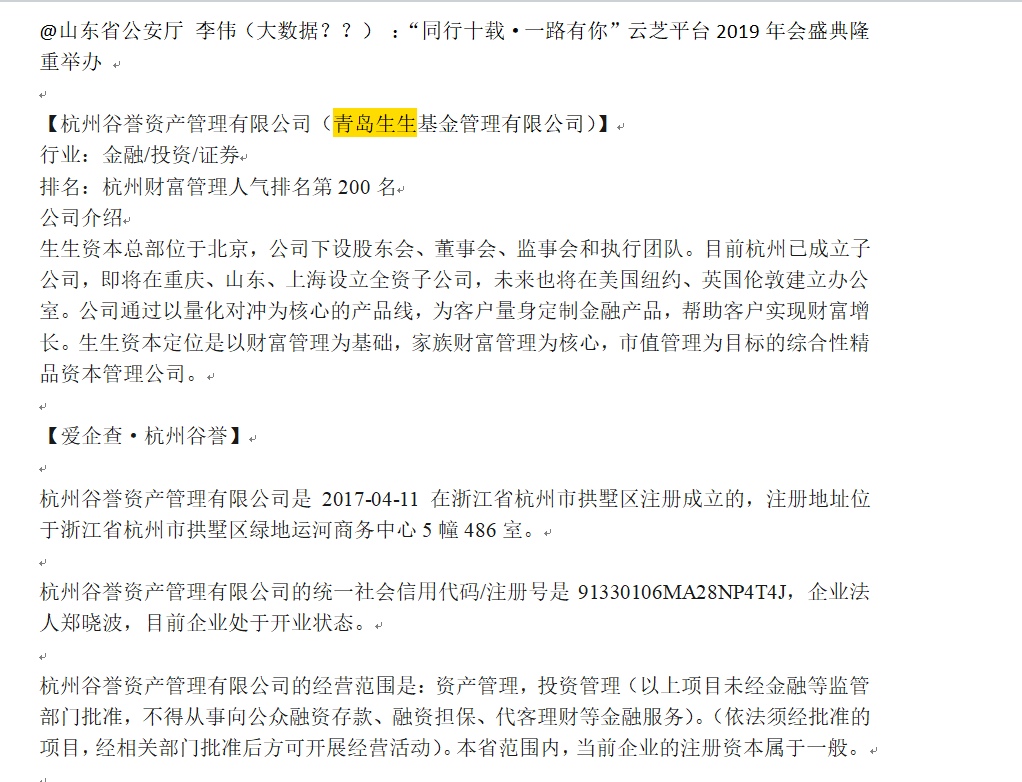 @山东省公安厅 李伟（大数据？？）：“同行十载·一路有你”云芝平台 2019 年会盛典隆
重举办
【杭州谷誉资产管理有限公司（青岛生生基金管理有限公司）】
行业：金融/投资/证券
排名：杭州财富管理人气排名第 200 名
公司介绍
生生资本总部位于北京，公司下设股东会、董事会、监事会和执行团队。目前杭州已成立子
公司，即将在重庆、山东、上海设立全资子公司，未来也将在美国纽约、英国伦敦建立办公
室。公司通过以量化对冲为核心的产品线，为客户量身定制金融产品，帮助客户实现财富增
长。生生资本定位是以财富管理为基础，家族财富管理为核心，市值管理为目标的综合性精
品资本管理公司。
【爱企查·杭州谷誉】
杭州谷誉资产管理有限公司是 2017-04-11 在浙江省杭州市拱墅区注册成立的，注册地址位
于浙江省杭州市拱墅区绿地运河商务中心 5 幢 486 室。
杭州谷誉资产管理有限公司的统一社会信用代码/注册号是 91330106MA28NP4T4J，企业法
人郑晓波，目前企业处于开业状态。
杭州谷誉资产管理有限公司的经营范围是：资产管理，投资管理（以上项目未经金融等监管
部门批准，不得从事向公众融资存款、融资担保、代客理财等金融服务）。（依法须经批准的
项目，经相关部门批准后方可开展经营活动）。本省范围内，当前企业的注册资本属于一般。